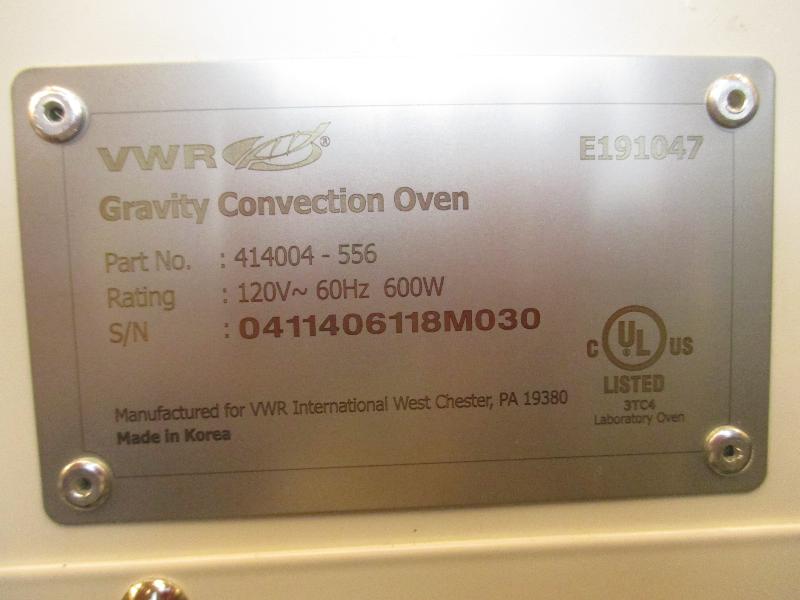 VWR®
E191047
Gravity Convection Oven
Part No. : 414004 - 556
Rating : 120V~ 60Hz 600W
S/N : 0411406118M030
C UL® US
LISTED
3TC4
Laboratory Oven
Manufactured for VWR International West Chester, PA 19380
Made in Korea